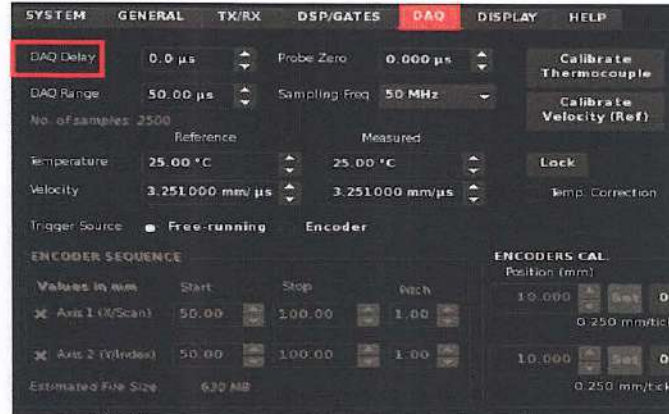 SYSTEM GENERAL TX/RX DSP/GATES DAQ DISPLAY HELP
DAQ Delay 0.0 µs Probe Zero 0.000 µs Calibrate Thermocouple
DAQ Range 50.00 µs Sampling Freq 50 MHz Calibrate Velocity (Ref)
No. of samples: 2500
Reference Measured
Temperature 25.00 °C 25.00 °C Lock
Velocity 3.251000 mm/µs 3.251000 mm/µs Temp. Correction
Trigger Source Free-running Encoder
ENCODER SEQUENCE ENCODERS CAL.
Position (mm)
Values in mm Start Stop Pitch
10.000 Set 0
Axis 1 (X/Scan) 50.00 100.00 1.00
0.250 mm/tick
Axis 2 (Y/Index) 50.00 100.00 1.00 10.000 Set 0
Estimated File Size 630 MB 0.250 mm/tick